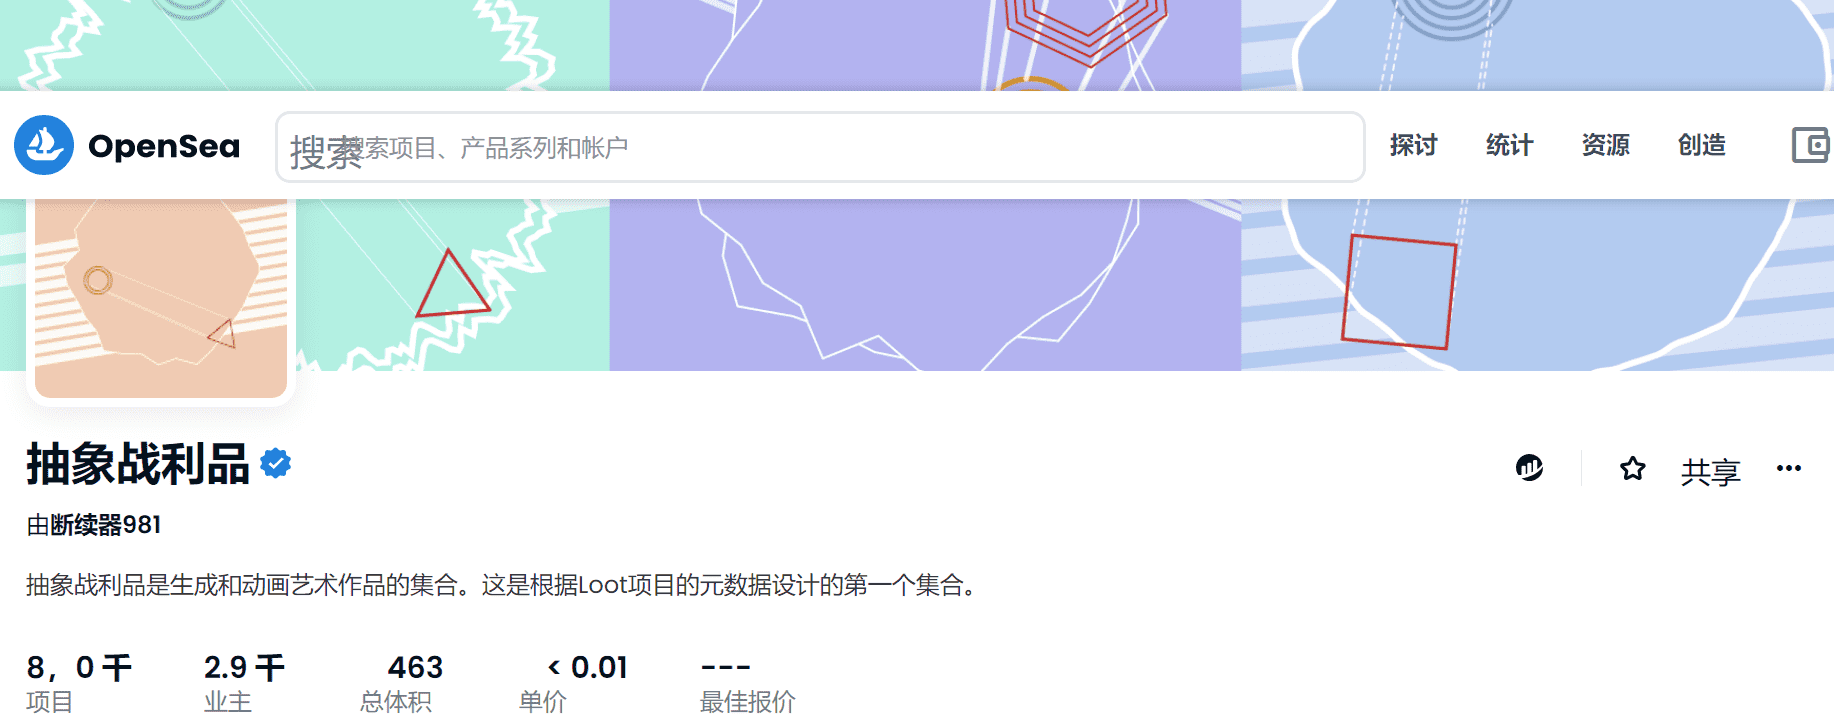 OpenSea 搜索 搜索项目、产品系列和帐户 探讨 统计 资源 创造
抽象战利品
共享
由断续器981
抽象战利品是生成和动画艺术作品的集合。这是根据Loot项目的元数据设计的第一个集合。
8，0 千 2.9 千 463 < 0.01 ---
项目 业主 总体积 单价 最佳报价